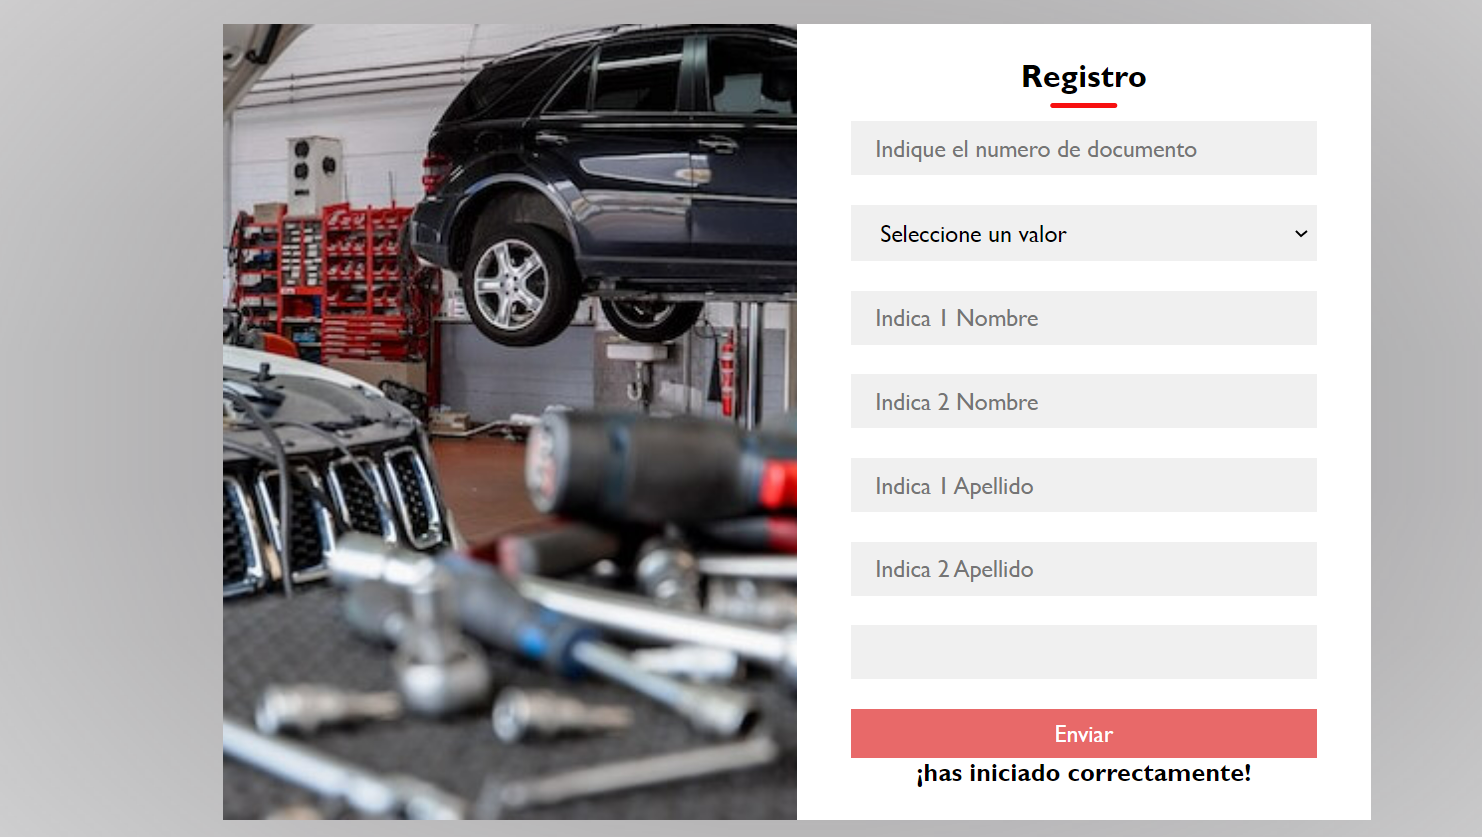 Registro
Indique el numero de documento
Seleccione un valor
Indica 1 Nombre
Indica 2 Nombre
Indica 1 Apellido
Indica 2 Apellido
Enviar
¡has iniciado correctamente!